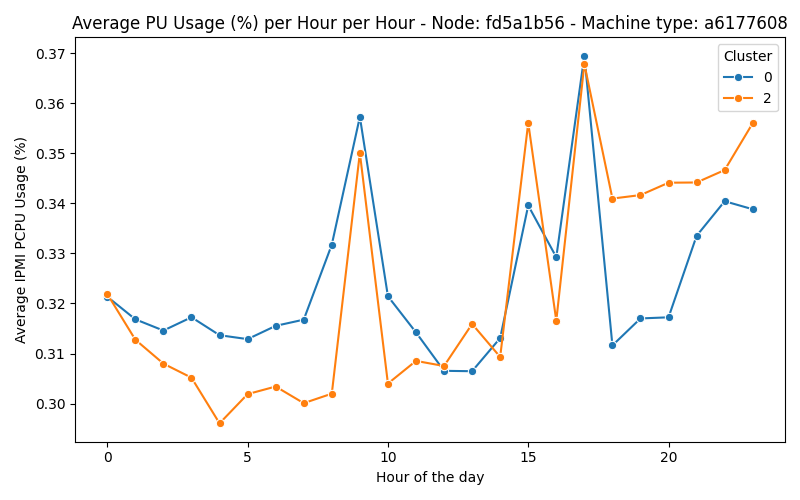 Average PU Usage (%) per Hour per Hour - Node: fd5a1b56 - Machine type: a6177608
Cluster
0
2
Average IPMI PCPU Usage (%)
0.37
0.36
0.35
0.34
0.33
0.32
0.31
0.30
0 5 10 15 20
Hour of the day